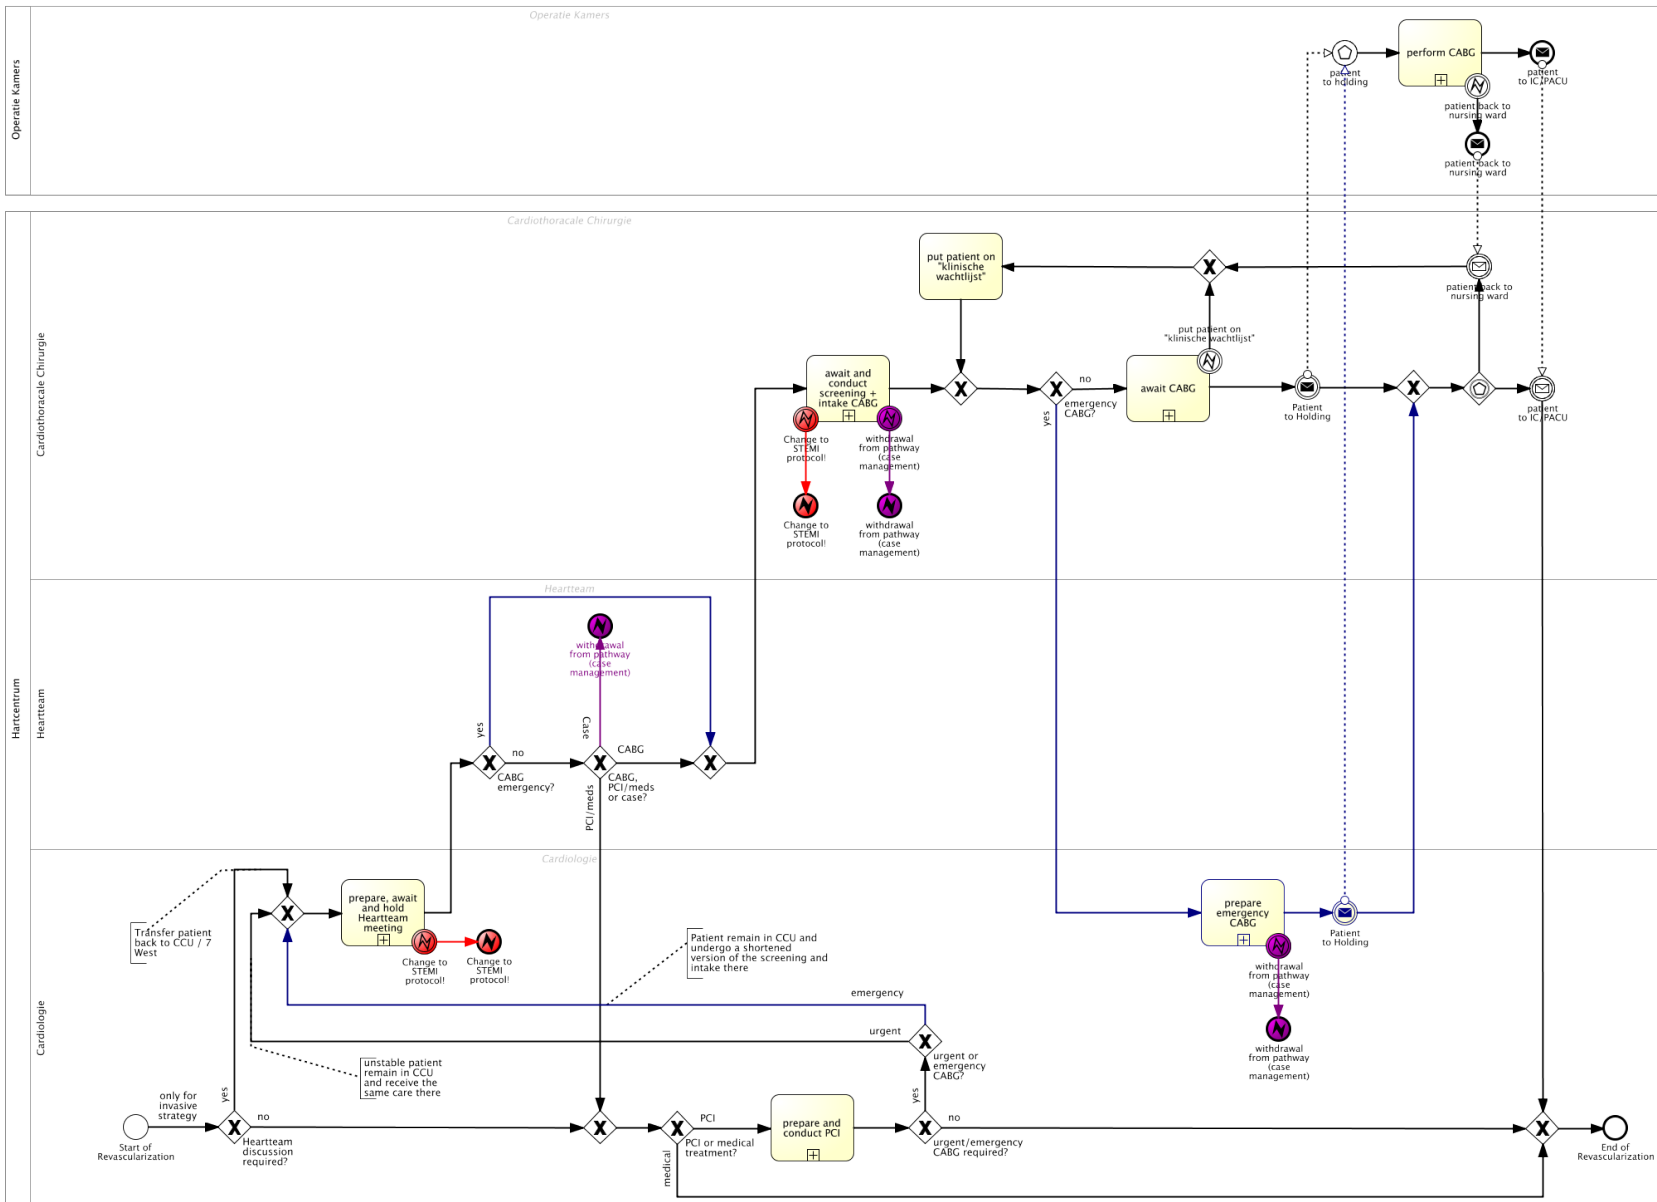 Operatie Kamers
Operatie Kamers
perform CABG
patient
to holding
patient
to IC/PACU
patient back to
nursing ward
patient back to
nursing ward
Hartcentrum
Cardiothoracale Chirurgie
Cardiothoracale Chirurgie
put patient on
"klinische
wachtlijst"
patient back to
nursing ward
put patient on
"klinische wachtlijst"
await and
conduct
screening +
intake CABG
no
emergency
CABG?
yes
await CABG
Patient
to Holding
patient
to IC/PACU
Change to
STEMI
protocol!
withdrawal
from pathway
(case
management)
Change to
STEMI
protocol!
withdrawal
from pathway
(case
management)
Heartteam
Heartteam
withdrawal
from pathway
(case
management)
yes
no
CABG
emergency?
Case
CABG
CABG,
PCI/meds
or case?
PCI/meds
Cardiologie
Cardiologie
prepare, await
and hold
Heartteam
meeting
Transfer patient
back to CCU / 7
West
Change to
STEMI
protocol!
Change to
STEMI
protocol!
Patient remain in CCU and
undergo a shortened
version of the screening and
intake there
prepare
emergency
CABG
Patient
to Holding
withdrawal
from pathway
(case
management)
withdrawal
from pathway
(case
management)
emergency
urgent
urgent or
emergency
CABG?
unstable patient
remain in CCU
and receive the
same care there
only for
invasive
strategy
Start of
Revascularization
yes
no
Heartteam
discussion
required?
PCI
PCI or medical
treatment?
medical
prepare and
conduct PCI
yes
no
urgent/emergency
CABG required?
End of
Revascularization